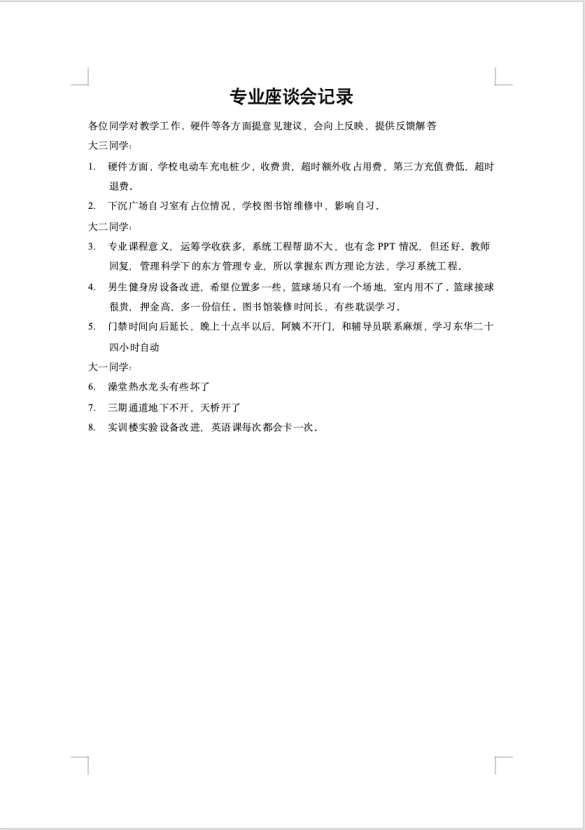 专业座谈会记录
各位同学对教学工作、硬件等各方面提意见建议，会向上反映，提供反馈解答
大三同学：
1. 硬件方面，学校电动车充电桩少，收费贵，超时额外收占用费，第三方充值费低，超时
退费。
2. 下沉广场自习室有占位情况，学校图书馆维修中，影响自习。
大二同学：
3. 专业课程意义，运筹学收获多，系统工程帮助不大，也有念 PPT 情况，但还好。教师
回复，管理科学下的东方管理专业，所以掌握东西方理论方法，学习系统工程。
4. 男生健身房设备改进，希望位置多一些，篮球场只有一个场地，室内用不了。篮球接球
很贵，押金高，多一份信任。图书馆装修时间长，有些耽误学习。
5. 门禁时间向后延长，晚上十点半以后，阿姨不开门，和辅导员联系麻烦，学习东华二十
四小时自动
大一同学：
6. 澡堂热水龙头有些坏了
7. 三期通道地下不开，天桥开了
8. 实训楼实验设备改进，英语课每次都会卡一次。